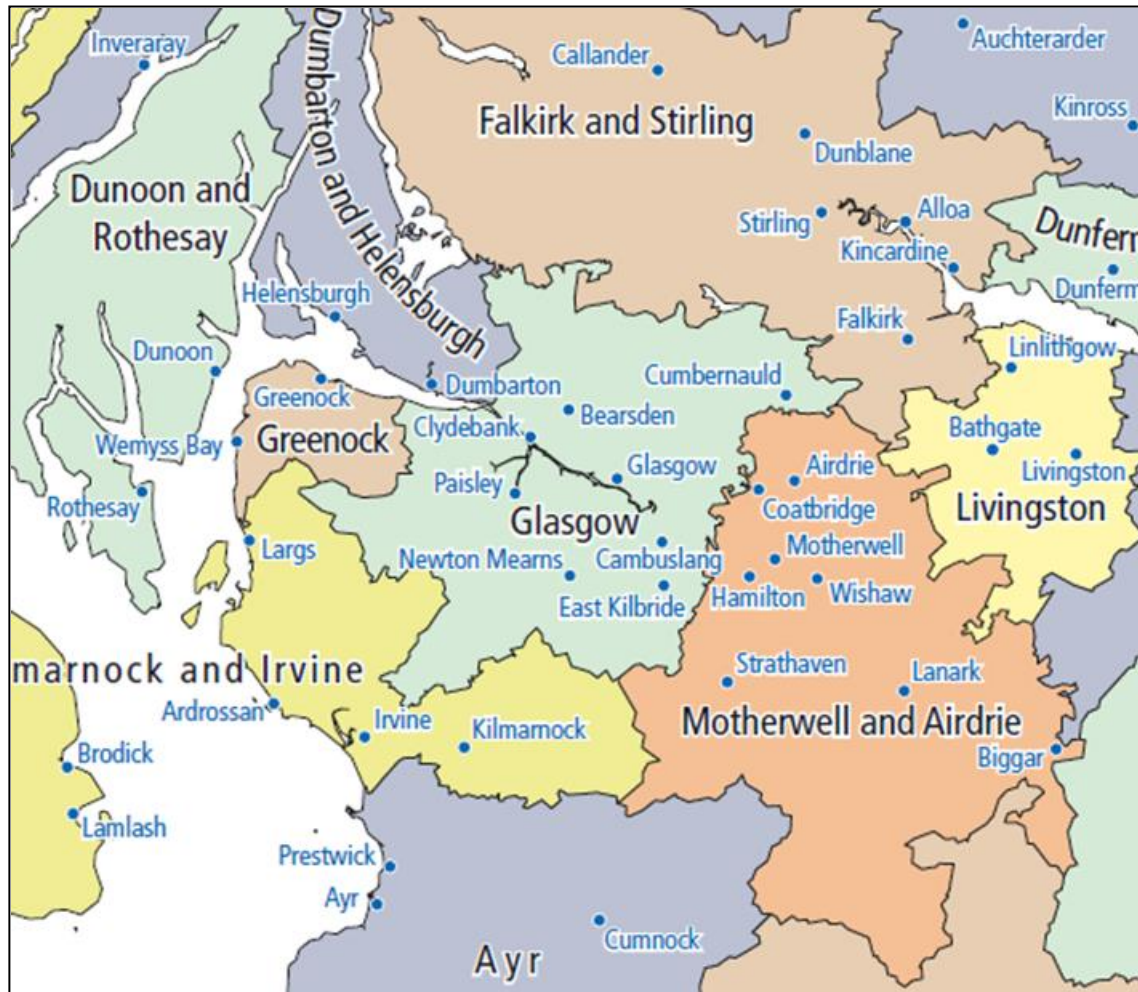 Inveraray
Callander
Auchterarder
Kinross
Dumbarton and Helensburgh
Falkirk and Stirling
Dunblane
Dunoon and
Rothesay
Stirling
Alloa
Kincardine
Dunferm
Dunferm
Helensburgh
Falkirk
Linlithgow
Dunoon
Greenock
Dumbarton
Cumbernauld
Bearsden
Clydebank
Greenock
Wemyss Bay
Bathgate
Livingston
Livingston
Airdrie
Glasgow
Paisley
Coatbridge
Rothesay
Glasgow
Largs
Newton Mearns
Cambuslang
Motherwell
East Kilbride
Hamilton
Wishaw
marnock and Irvine
Strathaven
Lanark
Ardrossan
Irvine
Kilmarnock
Motherwell and Airdrie
Biggar
Brodick
Lamlash
Prestwick
Ayr
Cumnock
Ayr